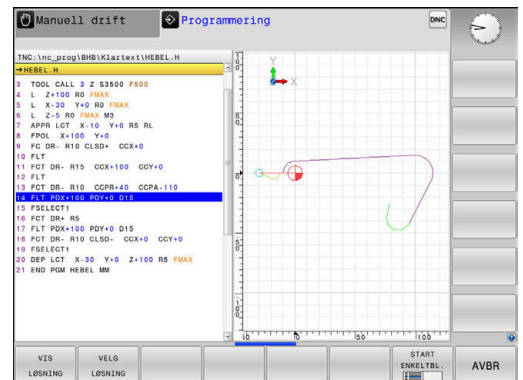 Manuell drift
Programmering
DNC
TNC:\nc_prog\BHB\Klartext\HEBEL.H
→HEBEL.H
3 TOOL CALL 3 Z S3500 F500
4 L Z+100 R0 FMAX
5 L X-30 Y+0 R0 FMAX
6 L Z-5 R0 FMAX M3
7 APPR LCT X-10 Y+0 R5 RL
8 FPOL X+100 Y+0
9 FC DR- R10 CLSD+ CCX+0
10 FLT
11 FCT DR- R15 CCX+100 CCY+0
12 FLT
13 FCT DR- R10 CCPR+40 CCPA-110
14 FLT PDX+100 PDY+0 D15
15 FSELECT1
16 FCT DR+ R5
17 FLT PDX+100 PDY+0 D15
18 FCT DR- R10 CLSD- CCX+0 CCY+0
19 FSELECT1
20 DEP LCT X-30 Y+0 Z+100 R5 FMAX
21 END PGM HEBEL MM
Y
X
0
50
100
VIS
LØSNING
VELG
LØSNING
START
ENKELTBL.
AVBR